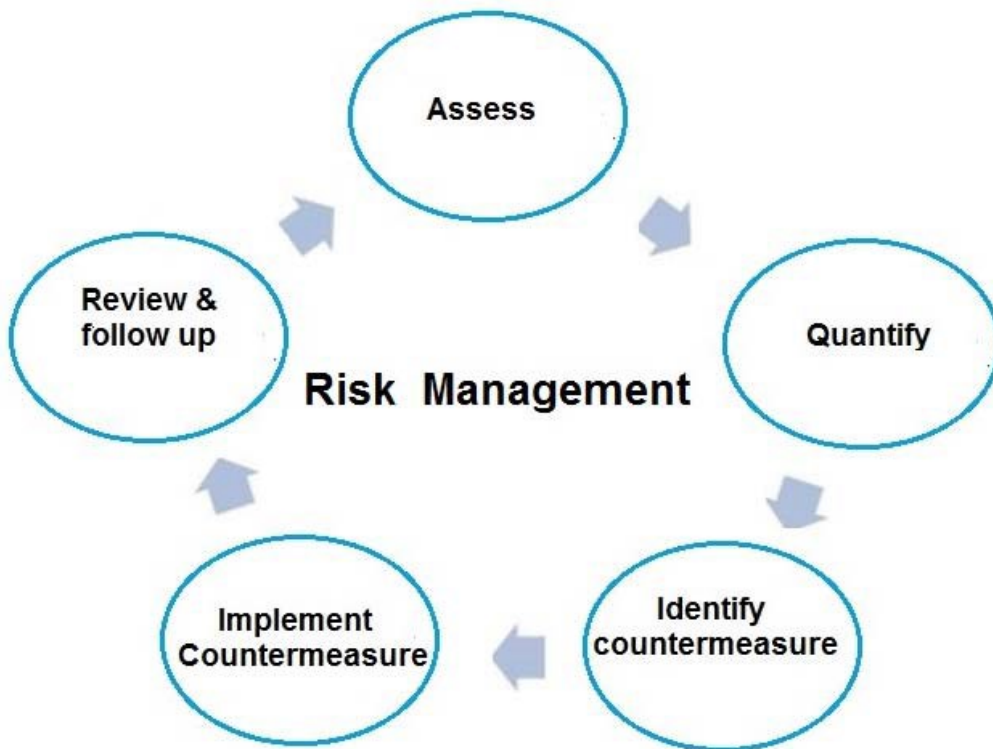 Assess
Quantify
Identify
countermeasure
Implement
Countermeasure
Review &
follow up
Risk Management